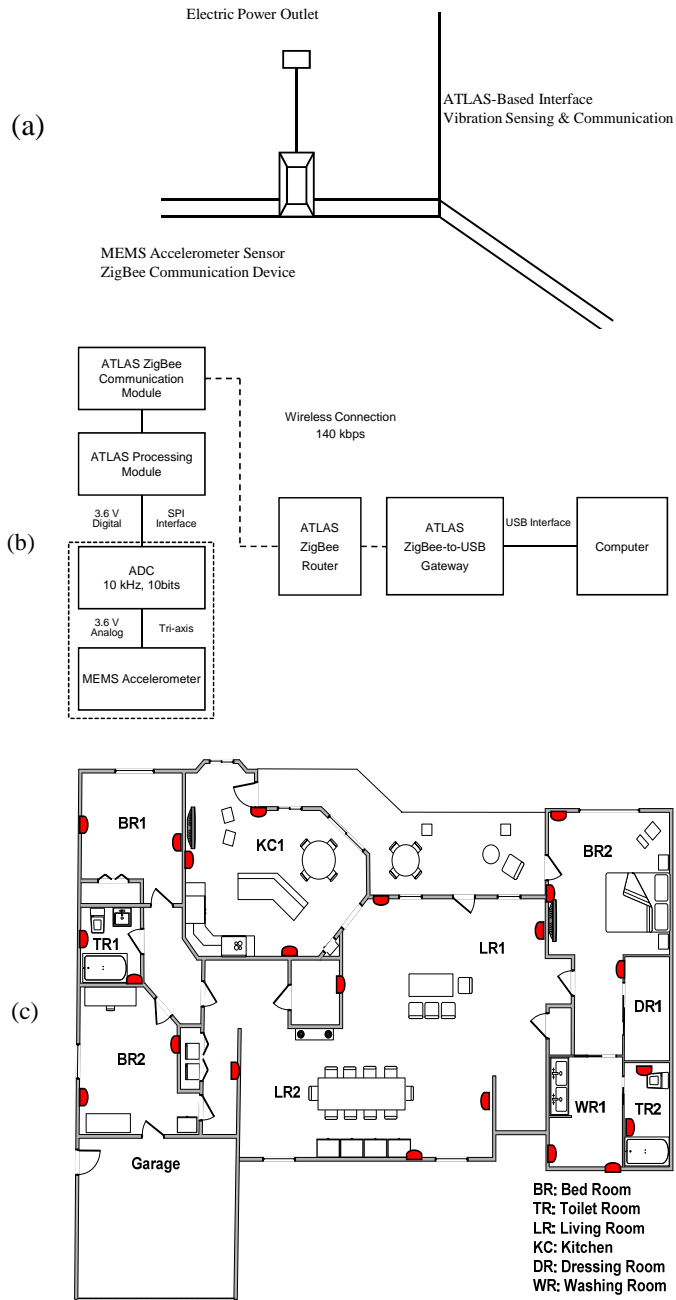 Electric Power Outlet
(a)
ATLAS-Based Interface
Vibration Sensing & Communication
MEMS Accelerometer Sensor
ZigBee Communication Device
(b)
ATLAS ZigBee
Communication
Module
ATLAS Processing
Module
3.6 V
Digital
SPI
Interface
ADC
10 kHz, 10bits
3.6 V
Analog
Tri-axis
MEMS Accelerometer
Wireless Connection
140 kbps
ATLAS
ZigBee
Router
ATLAS
ZigBee-to-USB
Gateway
USB Interface
Computer
(c)
BR1
KC1
BR2
TR1
LR1
DR1
BR2
LR2
WR1
TR2
Garage
BR: Bed Room
TR: Toilet Room
LR: Living Room
KC: Kitchen
DR: Dressing Room
WR: Washing Room